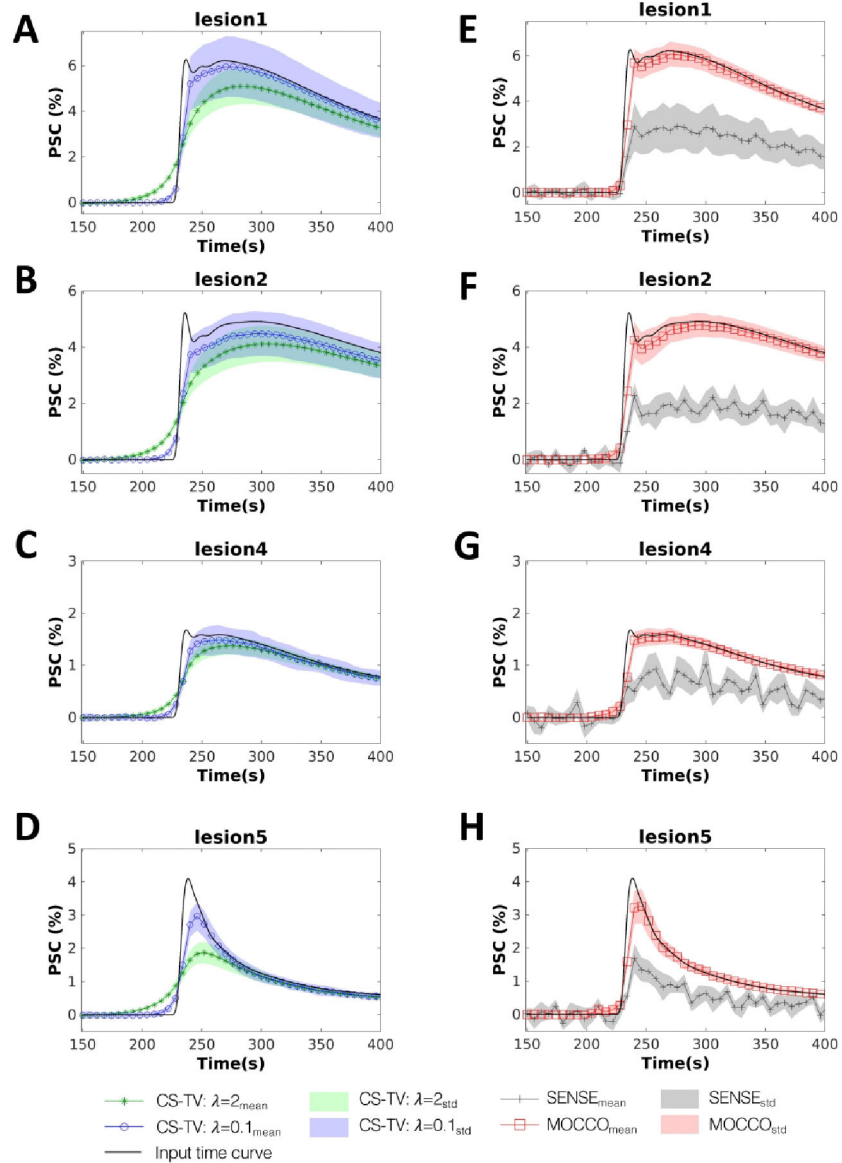 A
lesion1
PSC (%)
6
4
2
0
150 200 250 300 350 400
Time(s)
E
lesion1
PSC (%)
6
4
2
0
150 200 250 300 350 400
Time(s)
B
lesion2
PSC (%)
6
4
2
0
150 200 250 300 350 400
Time(s)
F
lesion2
PSC (%)
6
4
2
0
150 200 250 300 350 400
Time(s)
C
lesion4
PSC (%)
3
2
1
0
150 200 250 300 350 400
Time(s)
G
lesion4
PSC (%)
3
2
1
0
150 200 250 300 350 400
Time(s)
D
lesion5
PSC (%)
5
4
3
2
1
0
150 200 250 300 350 400
Time(s)
H
lesion5
PSC (%)
5
4
3
2
1
0
150 200 250 300 350 400
Time(s)
CS-TV: λ=2mean CS-TV: λ=2std SENSEmean SENSEstd
CS-TV: λ=0.1mean CS-TV: λ=0.1std MOCCOmean MOCCOstd
Input time curve